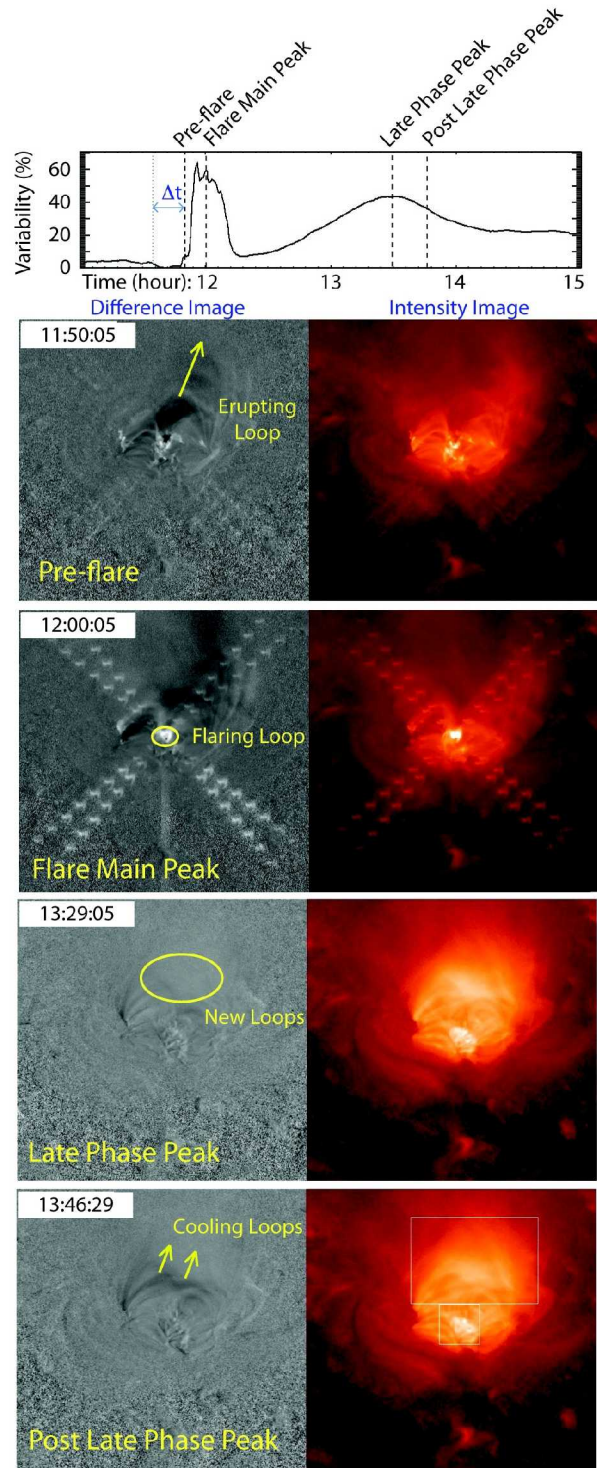 Pre-flare
Flare Main Peak
Late Phase Peak
Post Late Phase Peak
Variability (%)
60
40
20
0
Δt
Time (hour): 12 13 14 15
Difference Image Intensity Image
11:50:05
Erupting
Loop
Pre-flare
12:00:05
Flaring Loop
Flare Main Peak
13:29:05
New Loops
Late Phase Peak
13:46:29
Cooling Loops
Post Late Phase Peak